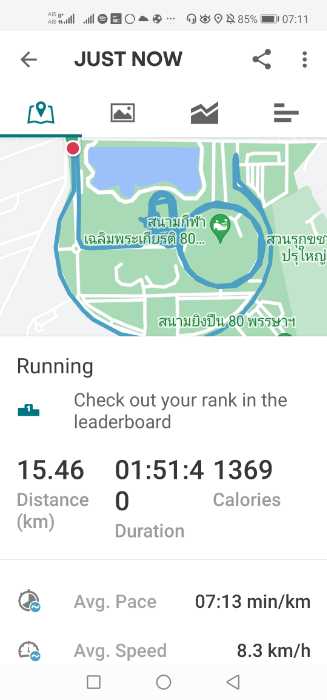 85% 07:11
JUST NOW
สนามกีฬา
เฉลิมพระเกียรติ 80...
สวนรุกขชา
ปรุใหญ่
สนามยิงปืน 80 พรรษาฯ
Running
Check out your rank in the
leaderboard
15.46 01:51:4 1369
0
Distance
(km)
Duration
Calories
Avg. Pace 07:13 min/km
Avg. Speed 8.3 km/h